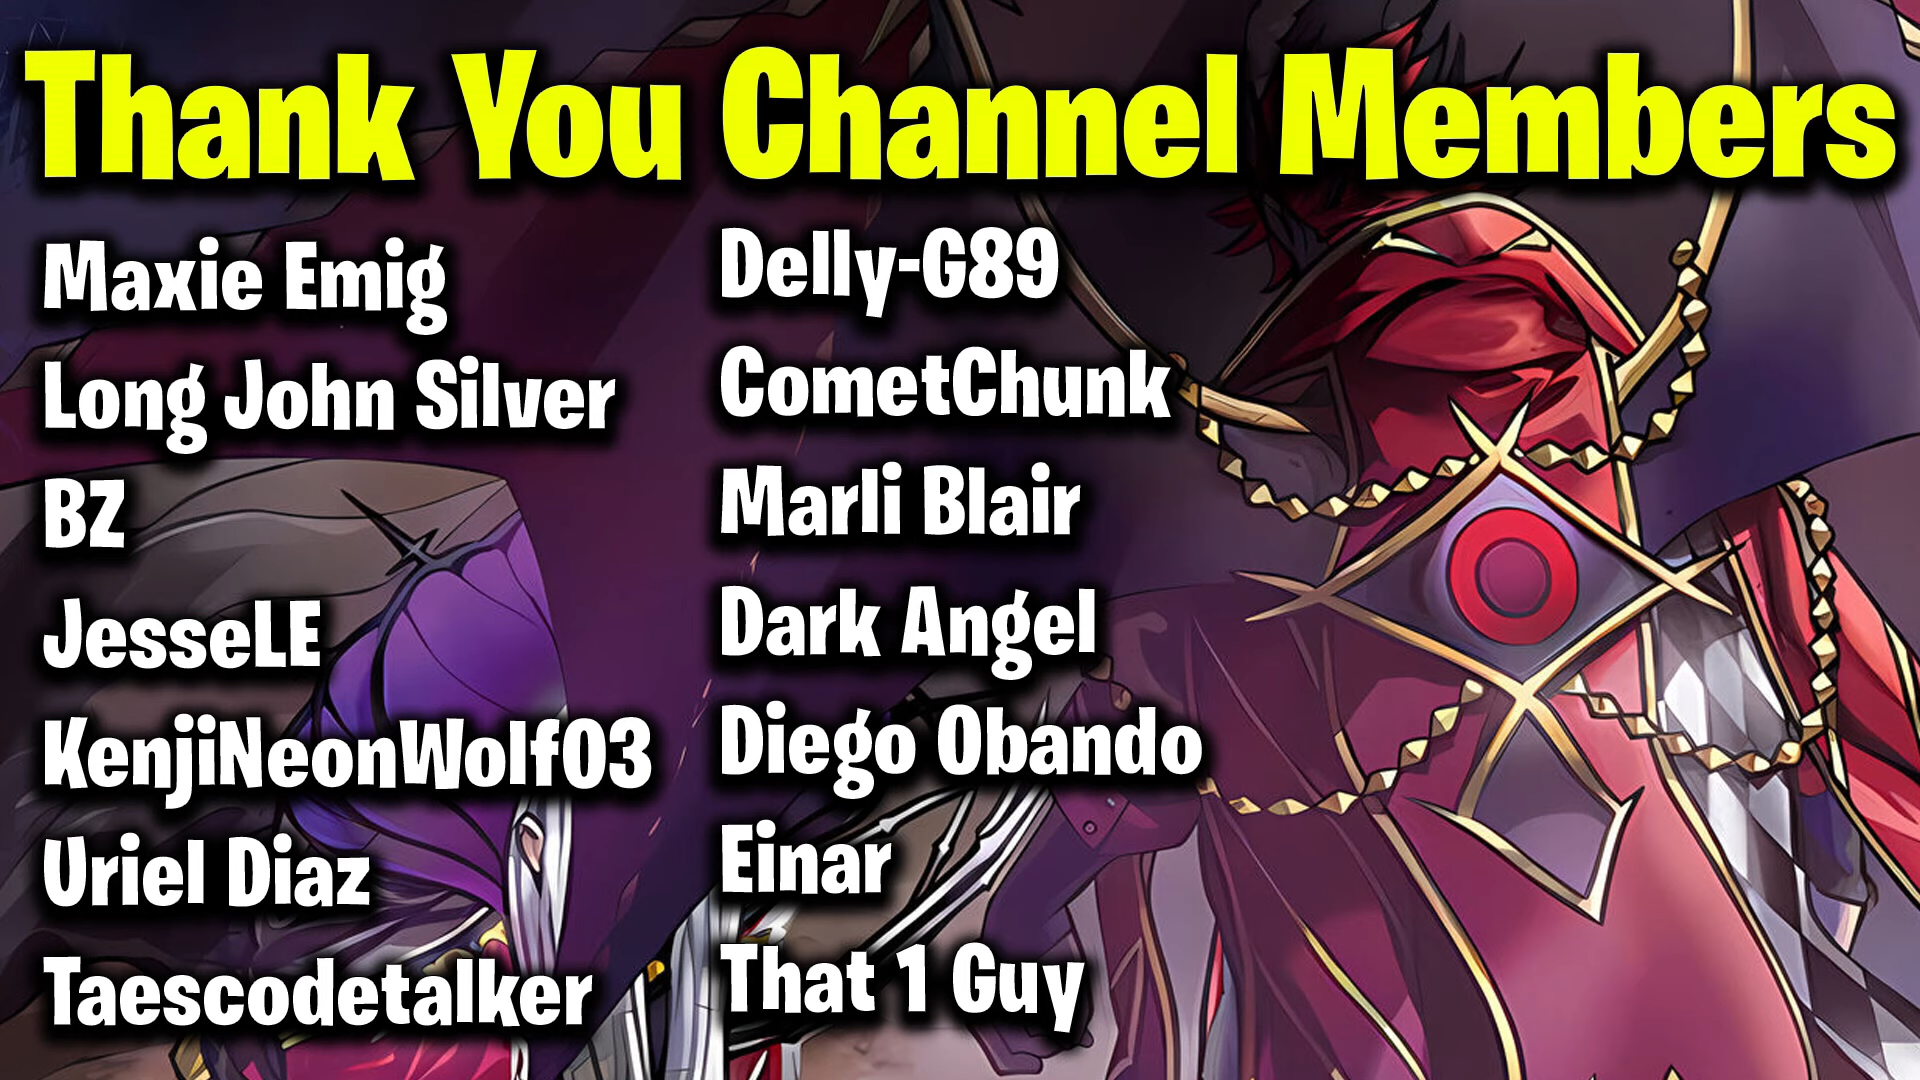 Thank You Channel Members
Maxie Emig
Long John Silver
BZ
JesseLE
KenjiNeonWolf03
Uriel Diaz
Taescodetalker
Delly-G89
CometChunk
Marli Blair
Dark Angel
Diego Obando
Einar
That 1 Guy